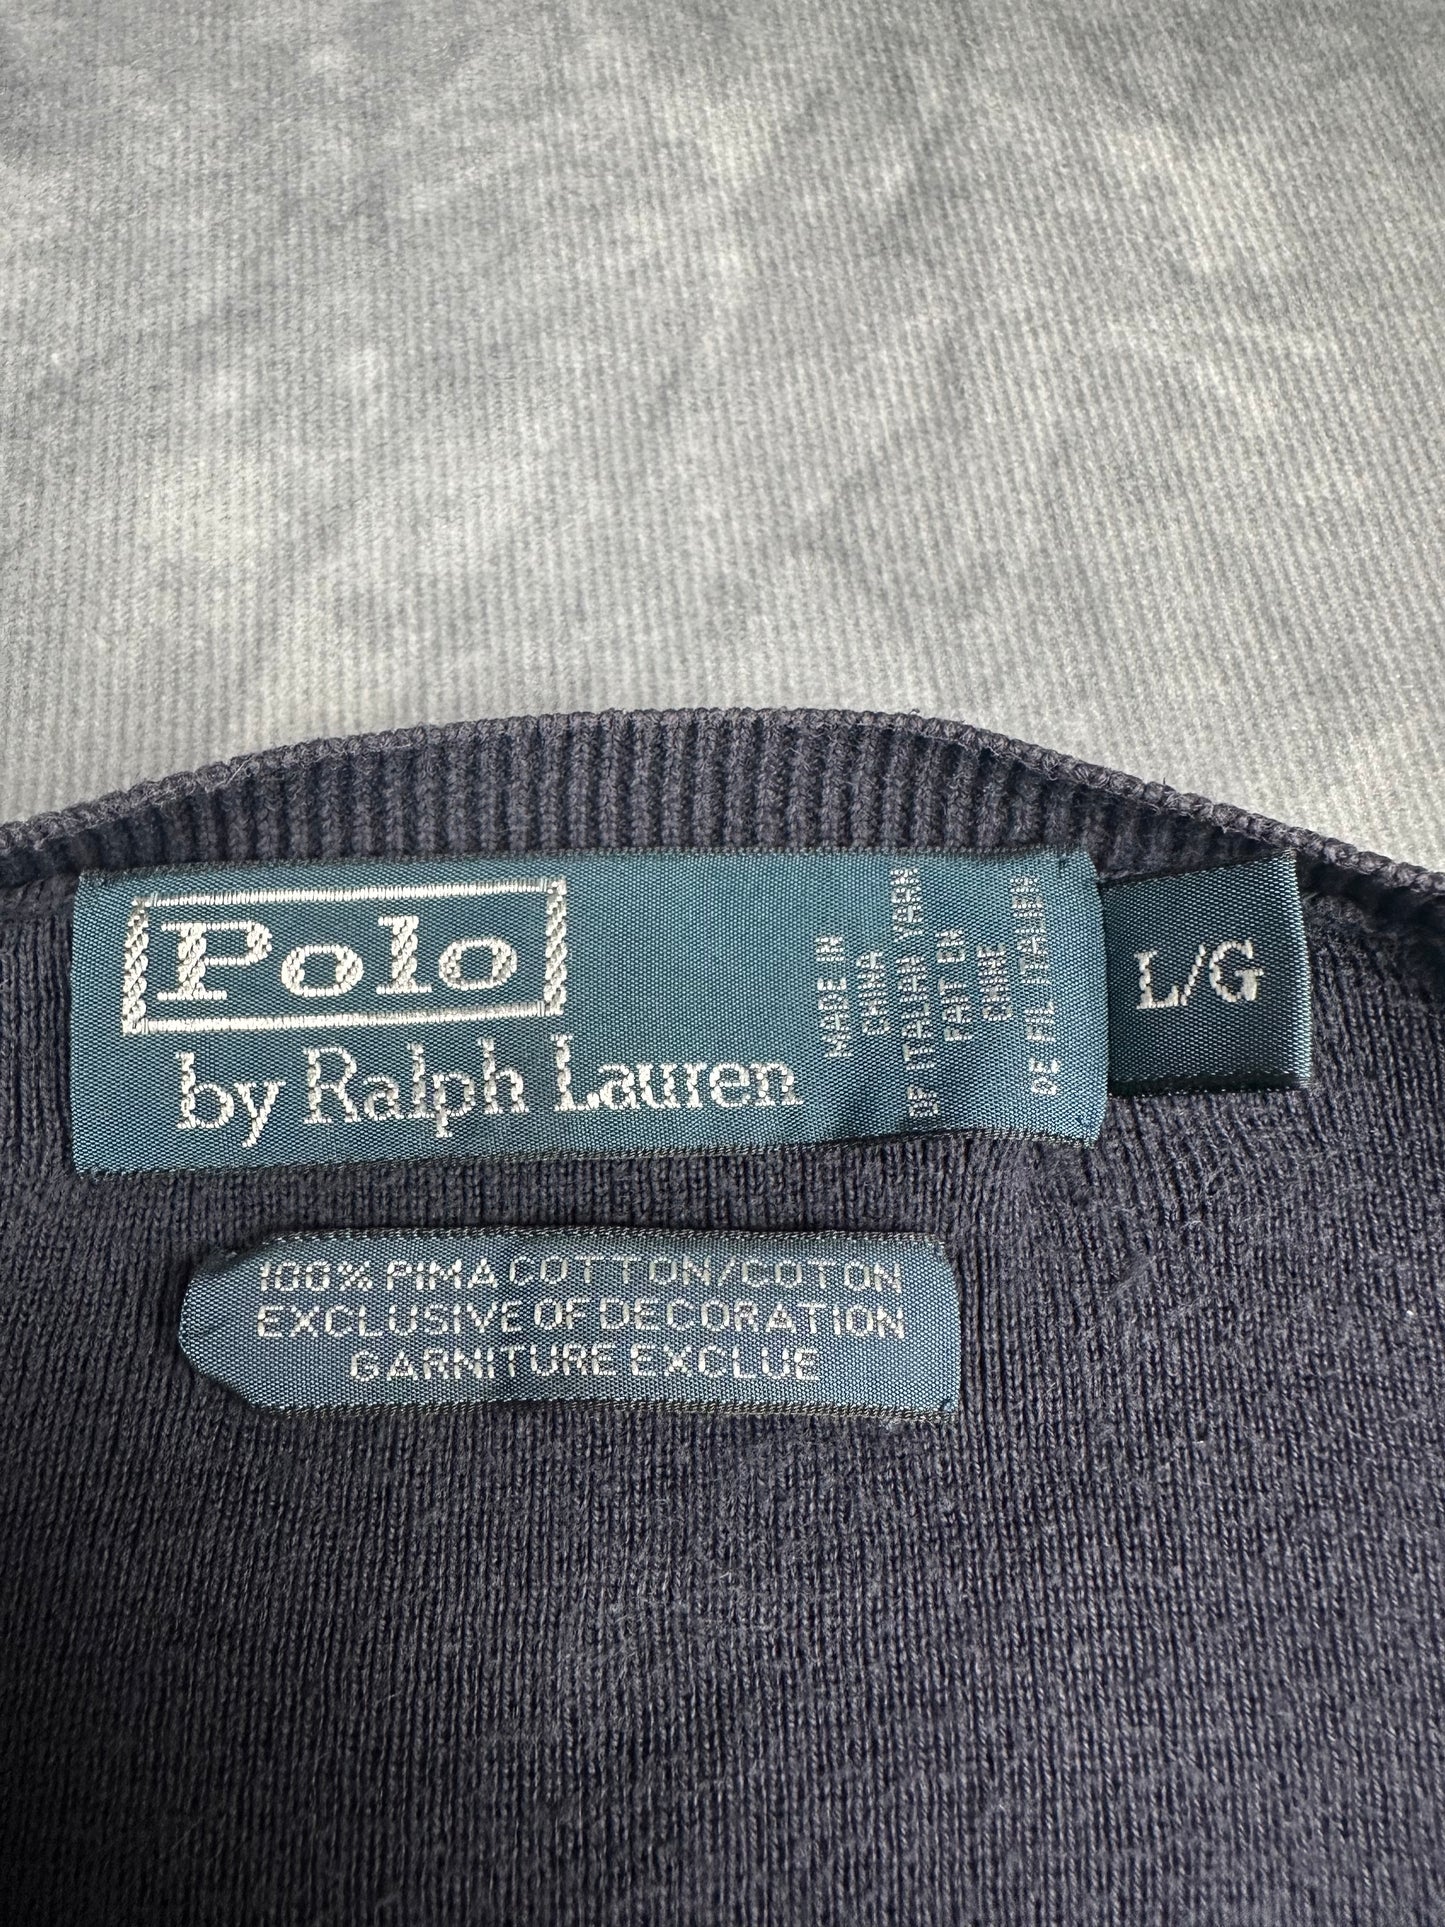 Polo
by Ralph Lauren
MADE IN
CHINA
OF ITALIAN YARN
FAIT EN
CHINE
DE FIL ITALIEN
L/G
100% PIMA COTTON/COTON
EXCLUSIVE OF DECORATION
GARNITURE EXCLUE